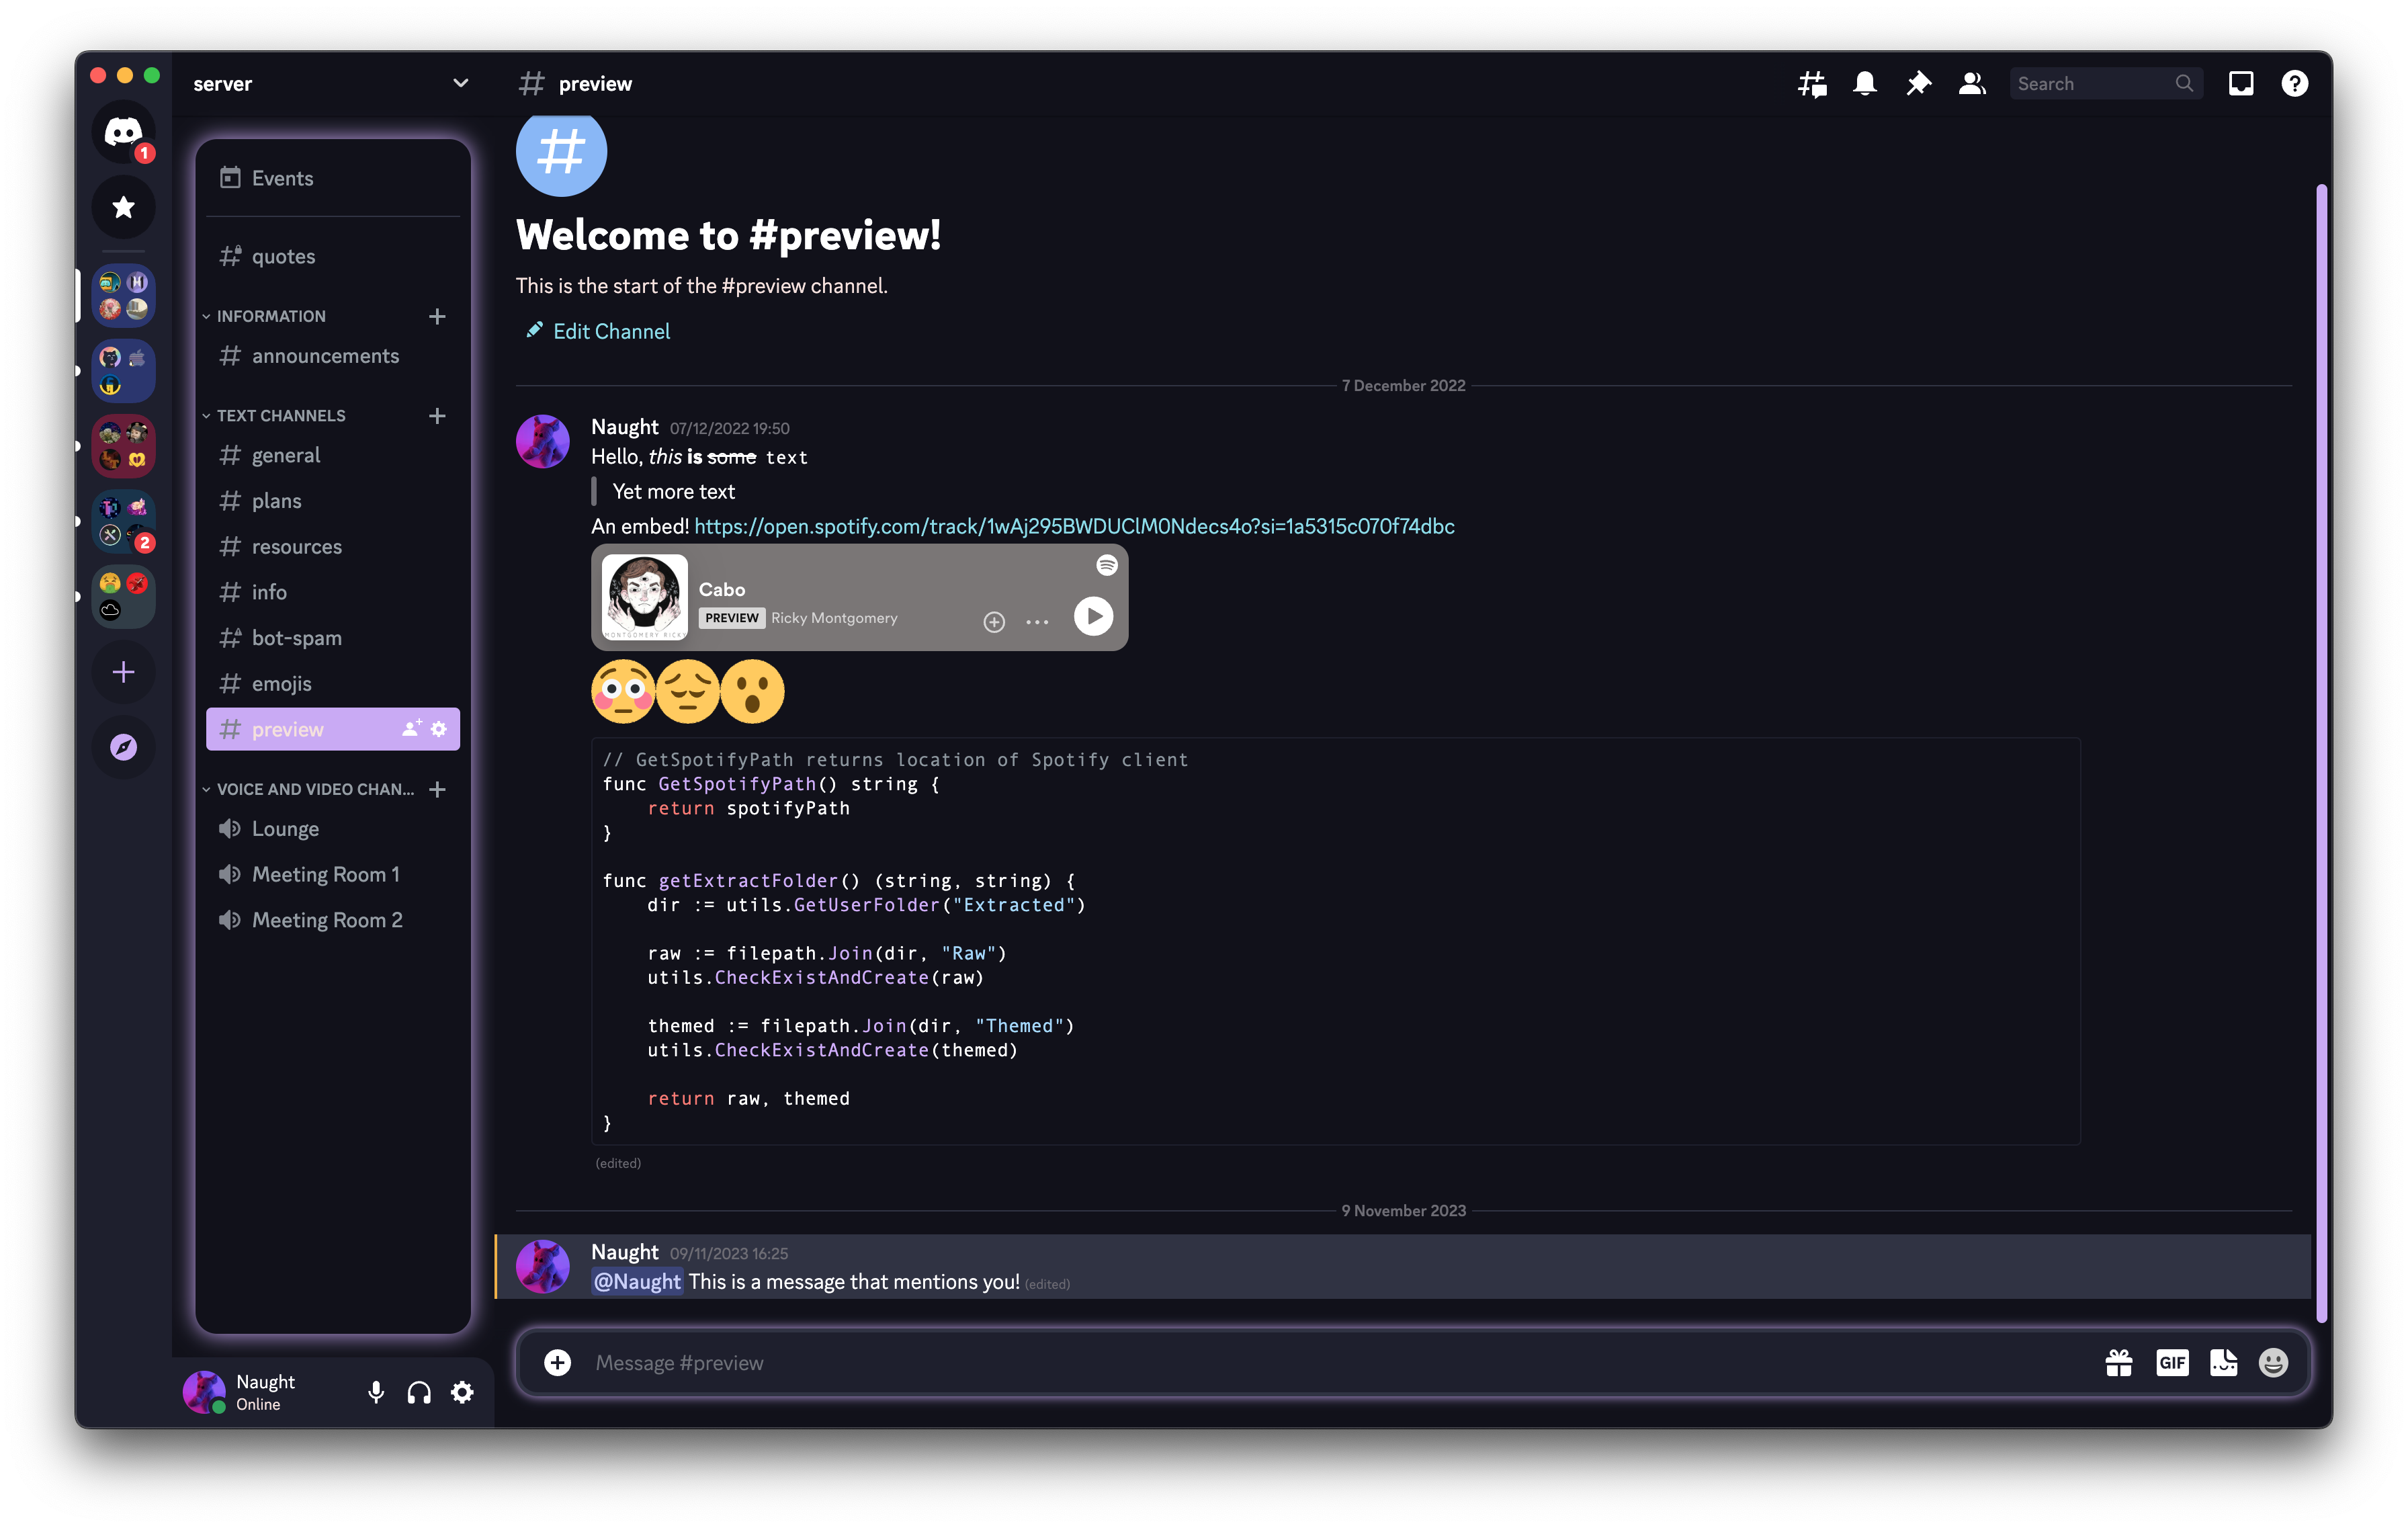 server
preview
Search
1
Events
quotes
INFORMATION
announcements
TEXT CHANNELS
general
plans
resources
info
bot-spam
emojis
preview
VOICE AND VIDEO CHAN...
Lounge
Meeting Room 1
Meeting Room 2
2
Naught
Online
Welcome to #preview!
This is the start of the #preview channel.
Edit Channel
7 December 2022
Naught 07/12/2022 19:50
Hello, this is some text
Yet more text
An embed! https://open.spotify.com/track/1wAj295BWDUClM0Ndecs4o?si=1a5315c070f74dbc
Cabo
PREVIEW Ricky Montgomery
MONTGOMERY RICKY
// GetSpotifyPath returns location of Spotify client
func GetSpotifyPath() string {
    return spotifyPath
}
func getExtractFolder() (string, string) {
    dir := utils.GetUserFolder("Extracted")
    raw := filepath.Join(dir, "Raw")
    utils.CheckExistAndCreate(raw)
    themed := filepath.Join(dir, "Themed")
    utils.CheckExistAndCreate(themed)
    return raw, themed
}
(edited)
9 November 2023
Naught 09/11/2023 16:25
@Naught This is a message that mentions you! (edited)
Message #preview
GIF